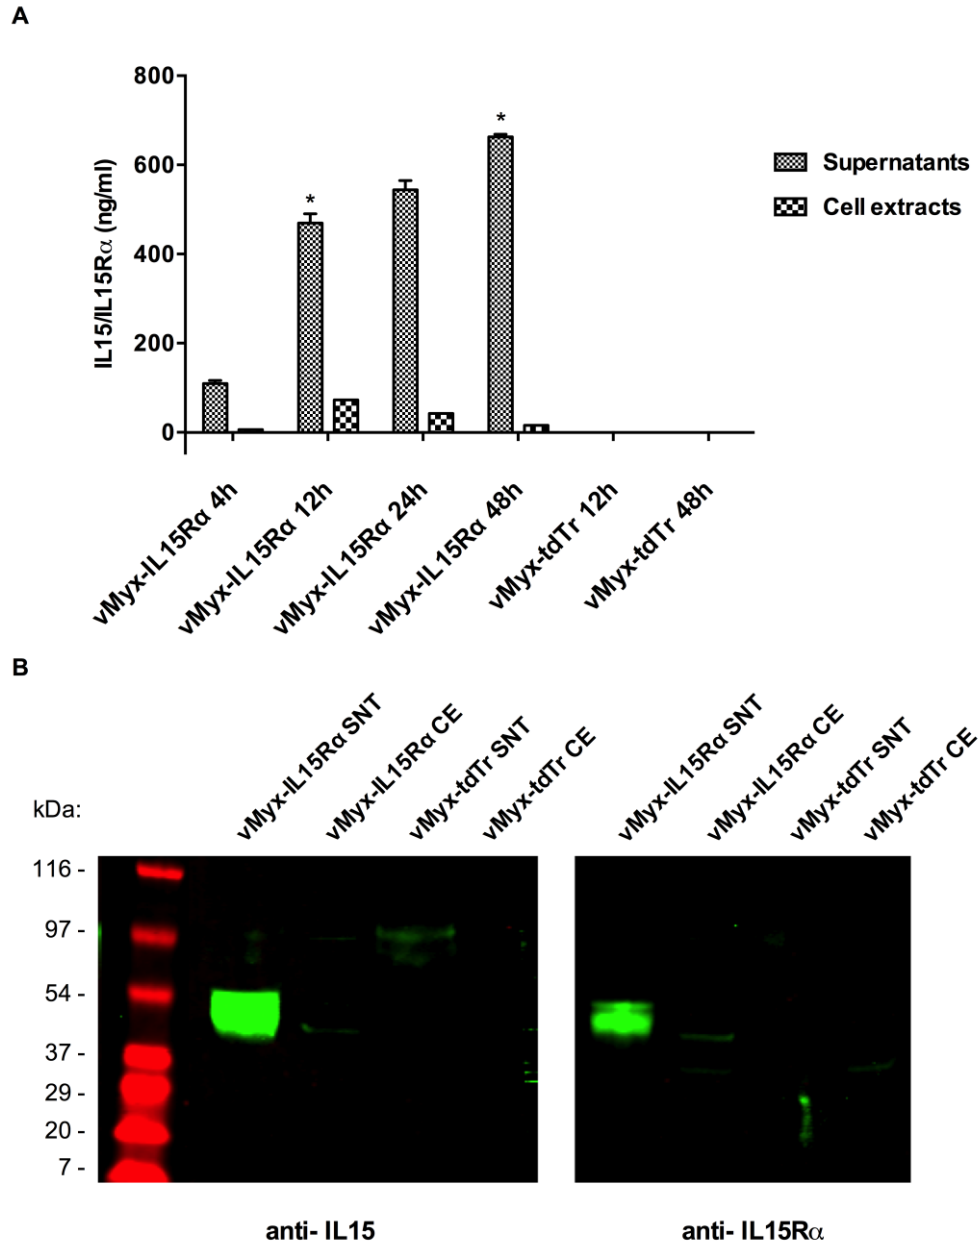 A
800
600
400
200
0
IL15/IL15Rα (ng/ml)
*
*
Supernatants
Cell extracts
vMyx-IL15Rα 4h
vMyx-IL15Rα 12h
vMyx-IL15Rα 24h
vMyx-IL15Rα 48h
vMyx-tdTr 12h
vMyx-tdTr 48h
B
kDa:
vMyx-IL15Rα SNT
vMyx-IL15Rα CE
vMyx-tdTr SNT
vMyx-tdTr CE
vMyx-IL15Rα SNT
vMyx-IL15Rα CE
vMyx-tdTr SNT
vMyx-tdTr CE
116 -
97 -
54 -
37 -
29 -
20 -
7 -
anti- IL15
anti- IL15Rα